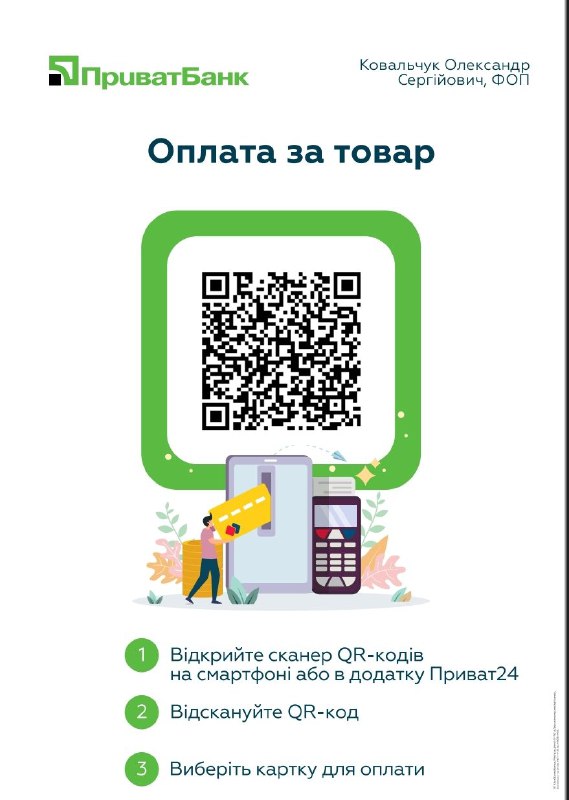 ПриватБанк
Ковальчук Олександр
Сергійович, ФОП
Оплата за товар
1 Відкрийте сканер QR-кодів
на смартфоні або в додатку Приват24
2 Відскануйте QR-код
3 Виберіть картку для оплати